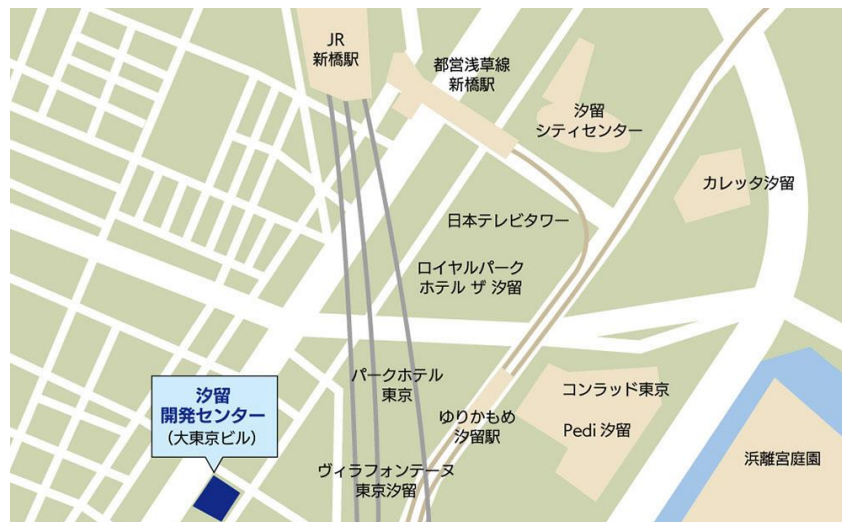 JR
新橋駅
都営浅草線
新橋駅
汐留
シティセンター
カレッタ汐留
日本テレビタワー
ロイヤルパーク
ホテル ザ 汐留
パークホテル
東京
汐留
開発センター
（大東京ビル）
ゆりかもめ
汐留駅
コンラッド東京
Pedi 汐留
浜離宮庭園
ヴィラフォンテーヌ
東京汐留